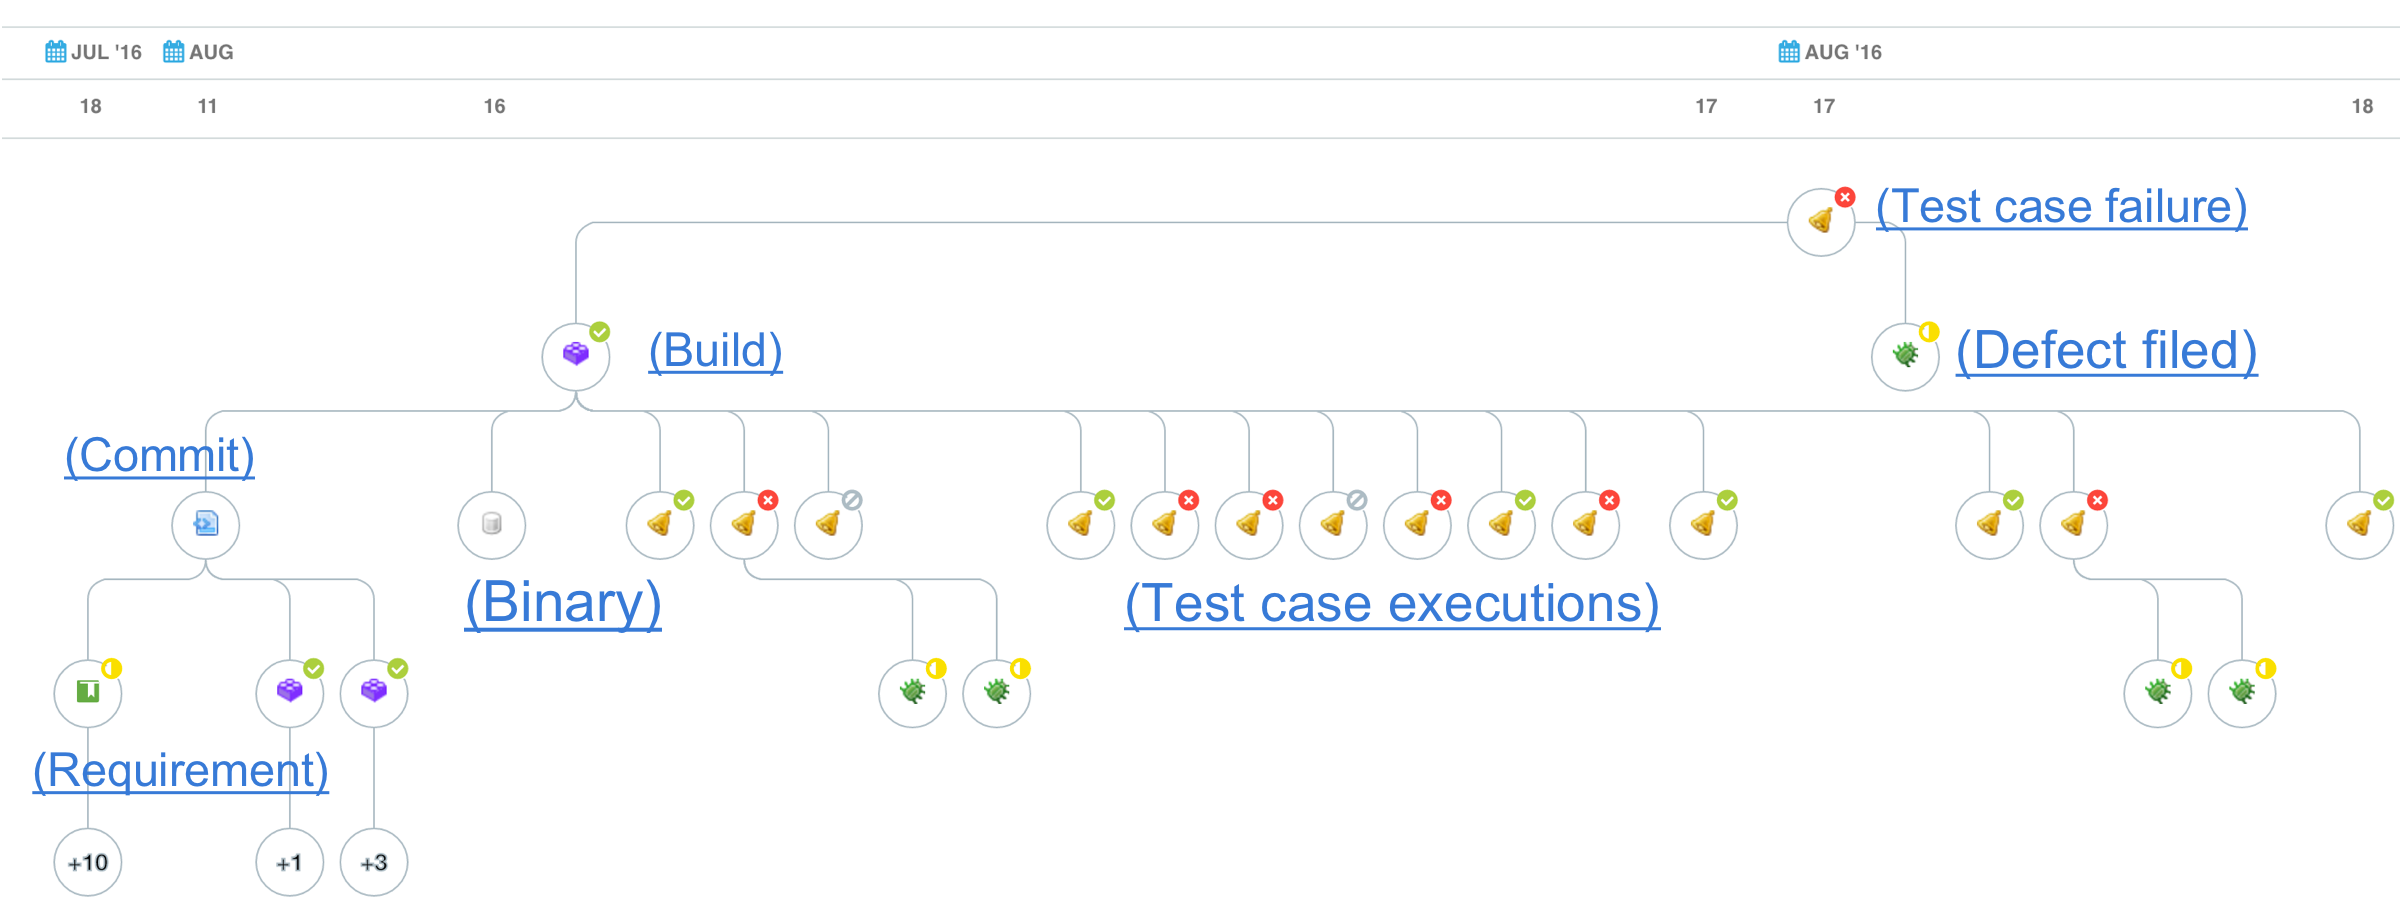 JUL '16 AUG AUG '16
18 11 16 17 17 18
(Test case failure)
(Build) (Defect filed)
(Commit)
(Binary) (Test case executions)
(Requirement)
+10 +1 +3